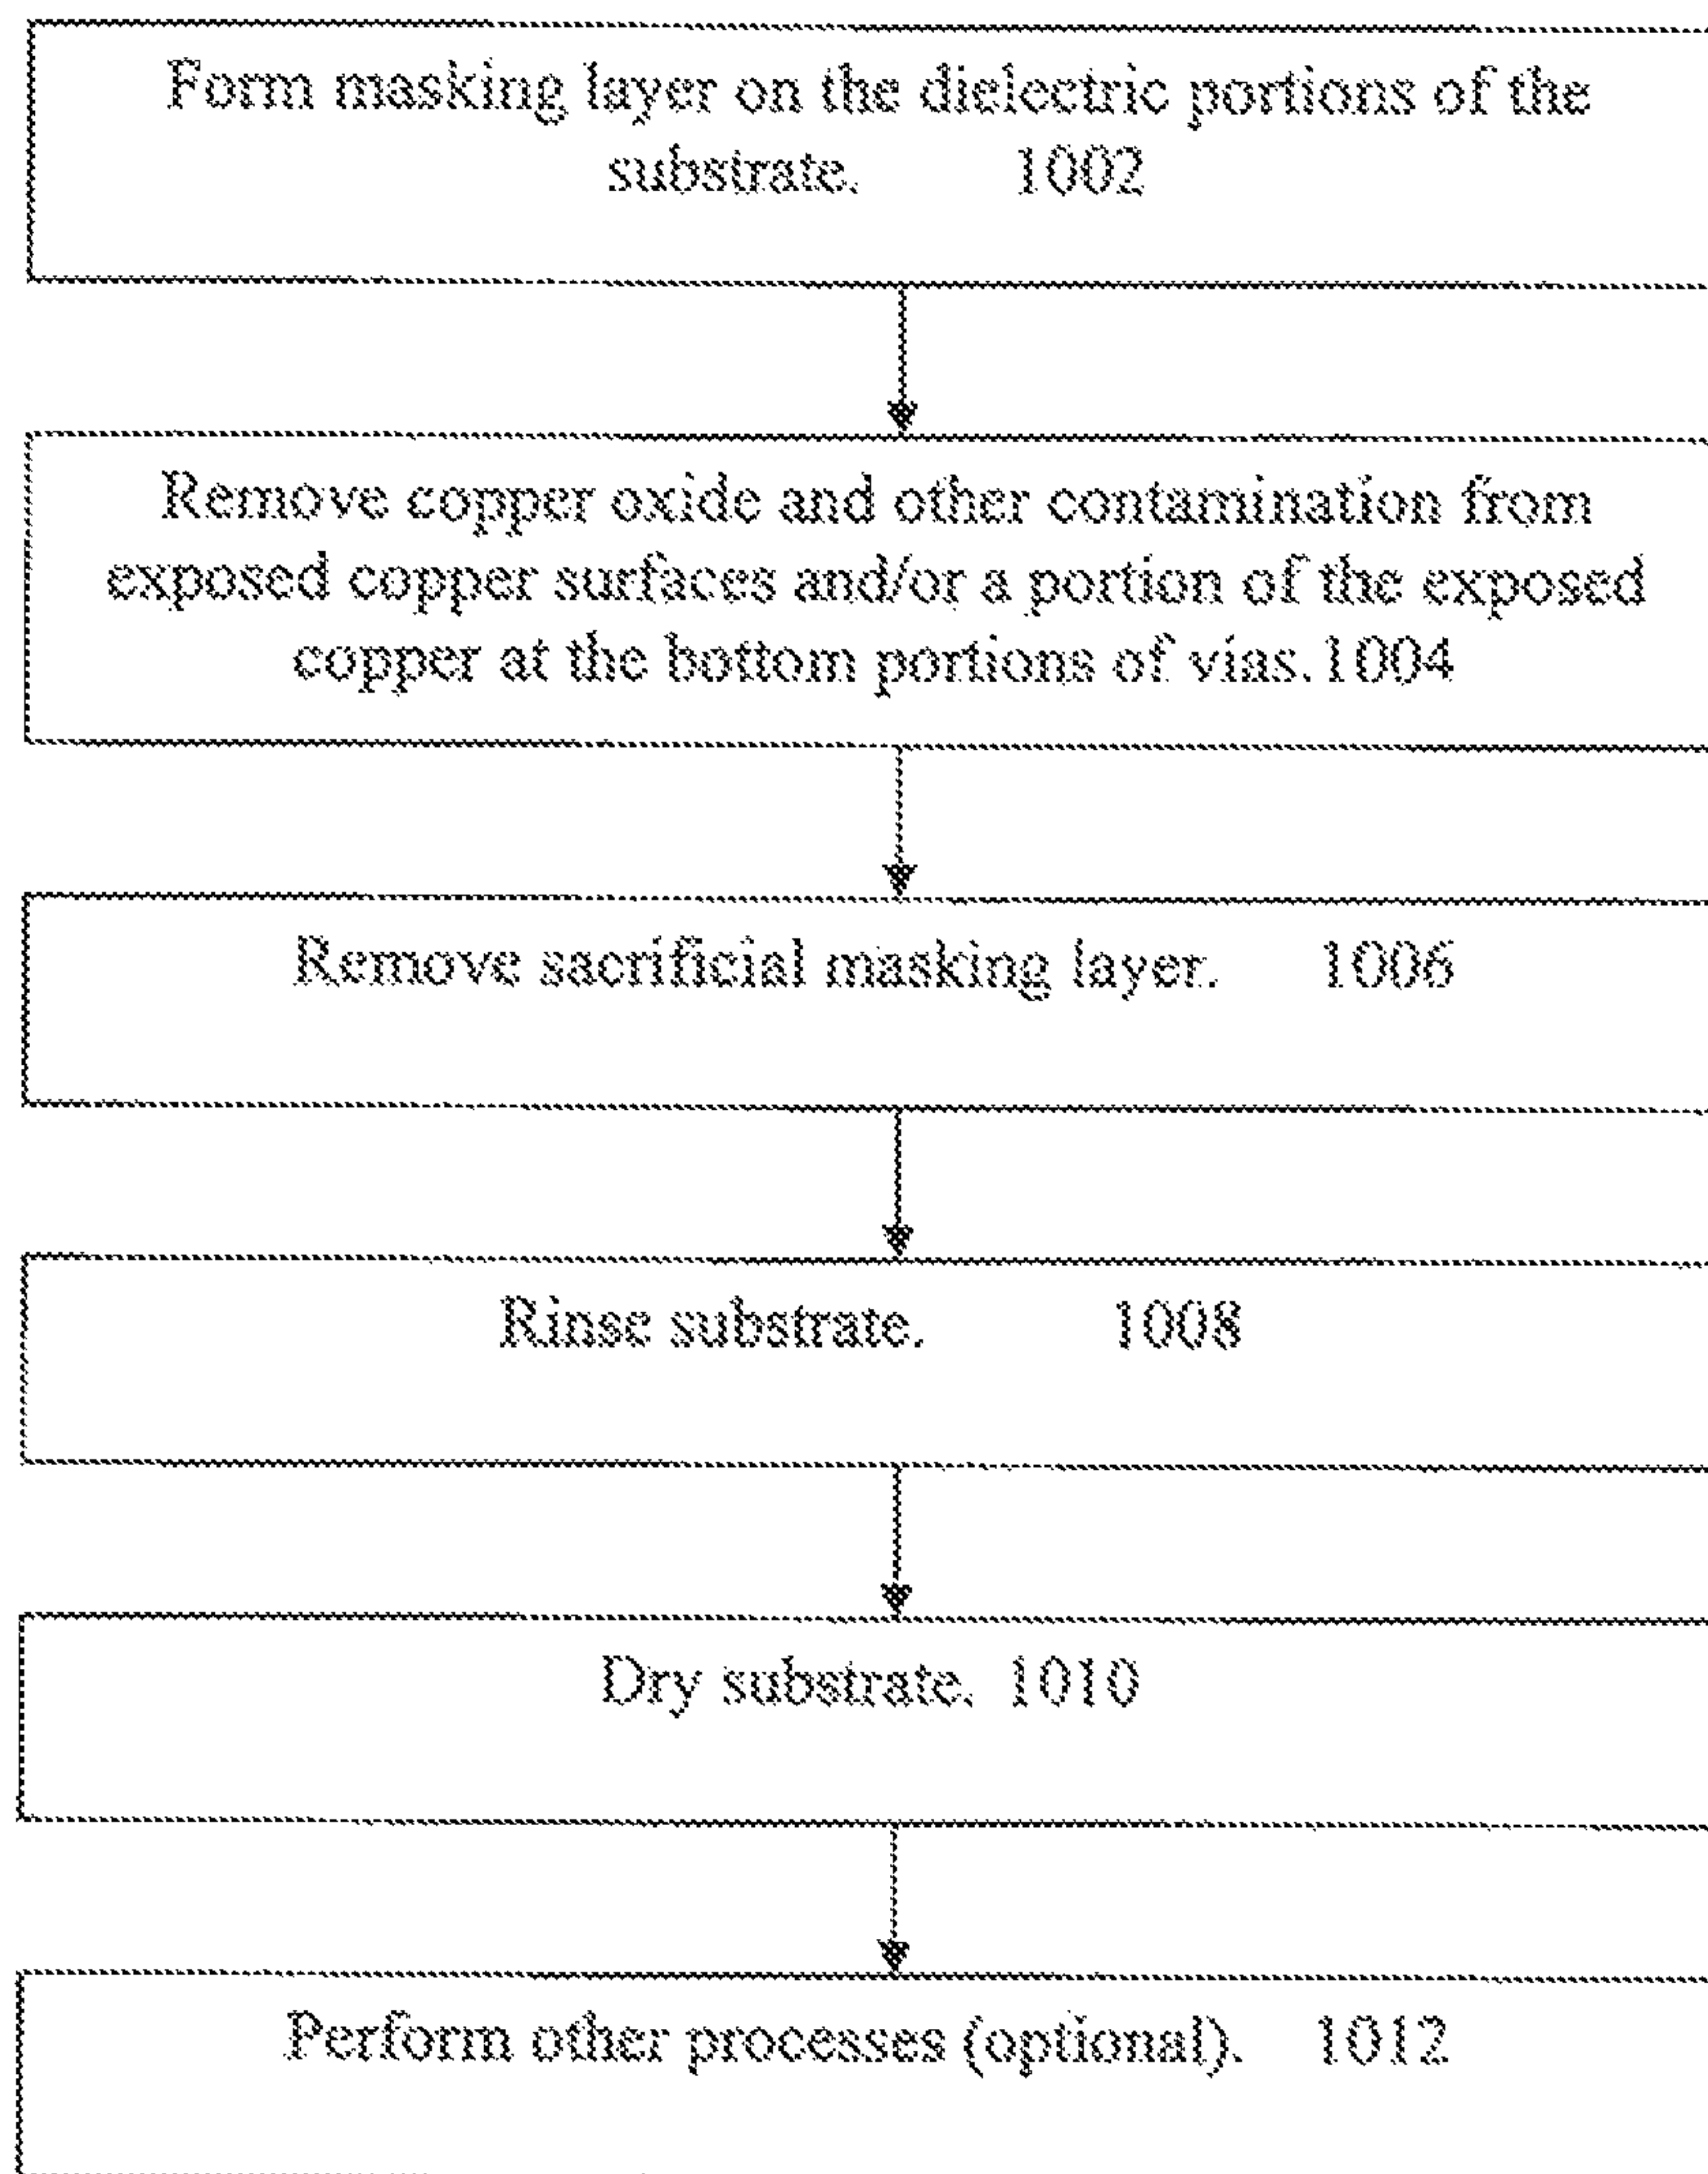 Form masking layer on the dielectric portions of the
substrate. 1002
Remove copper oxide and other contamination from
exposed copper surfaces and/or a portion of the exposed
copper at the bottom portions of vias.1004
Remove sacrificial masking layer. 1006
Rinse substrate. 1008
Dry substrate. 1010
Perform other processes (optional). 1012